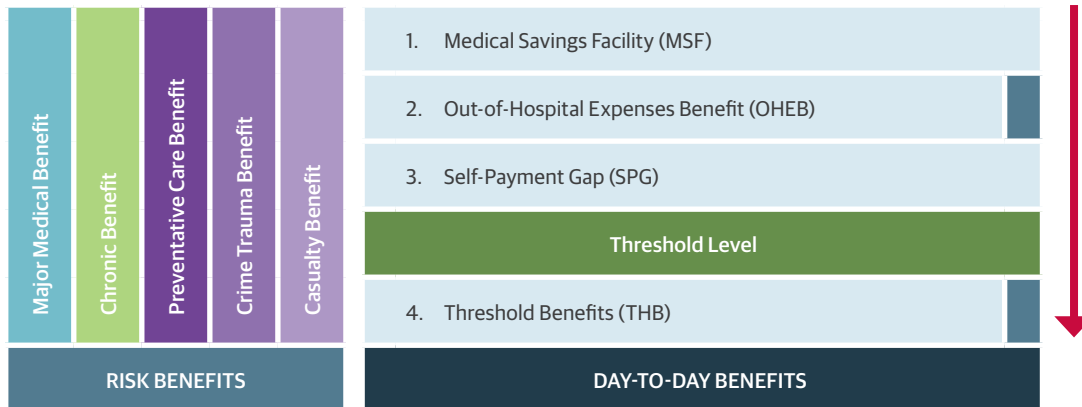 Major Medical Benefit
Chronic Benefit
Preventative Care Benefit
Crime Trauma Benefit
Casualty Benefit
RISK BENEFITS
1. Medical Savings Facility (MSF)
2. Out-of-Hospital Expenses Benefit (OHEB)
3. Self-Payment Gap (SPG)
Threshold Level
4. Threshold Benefits (THB)
DAY-TO-DAY BENEFITS